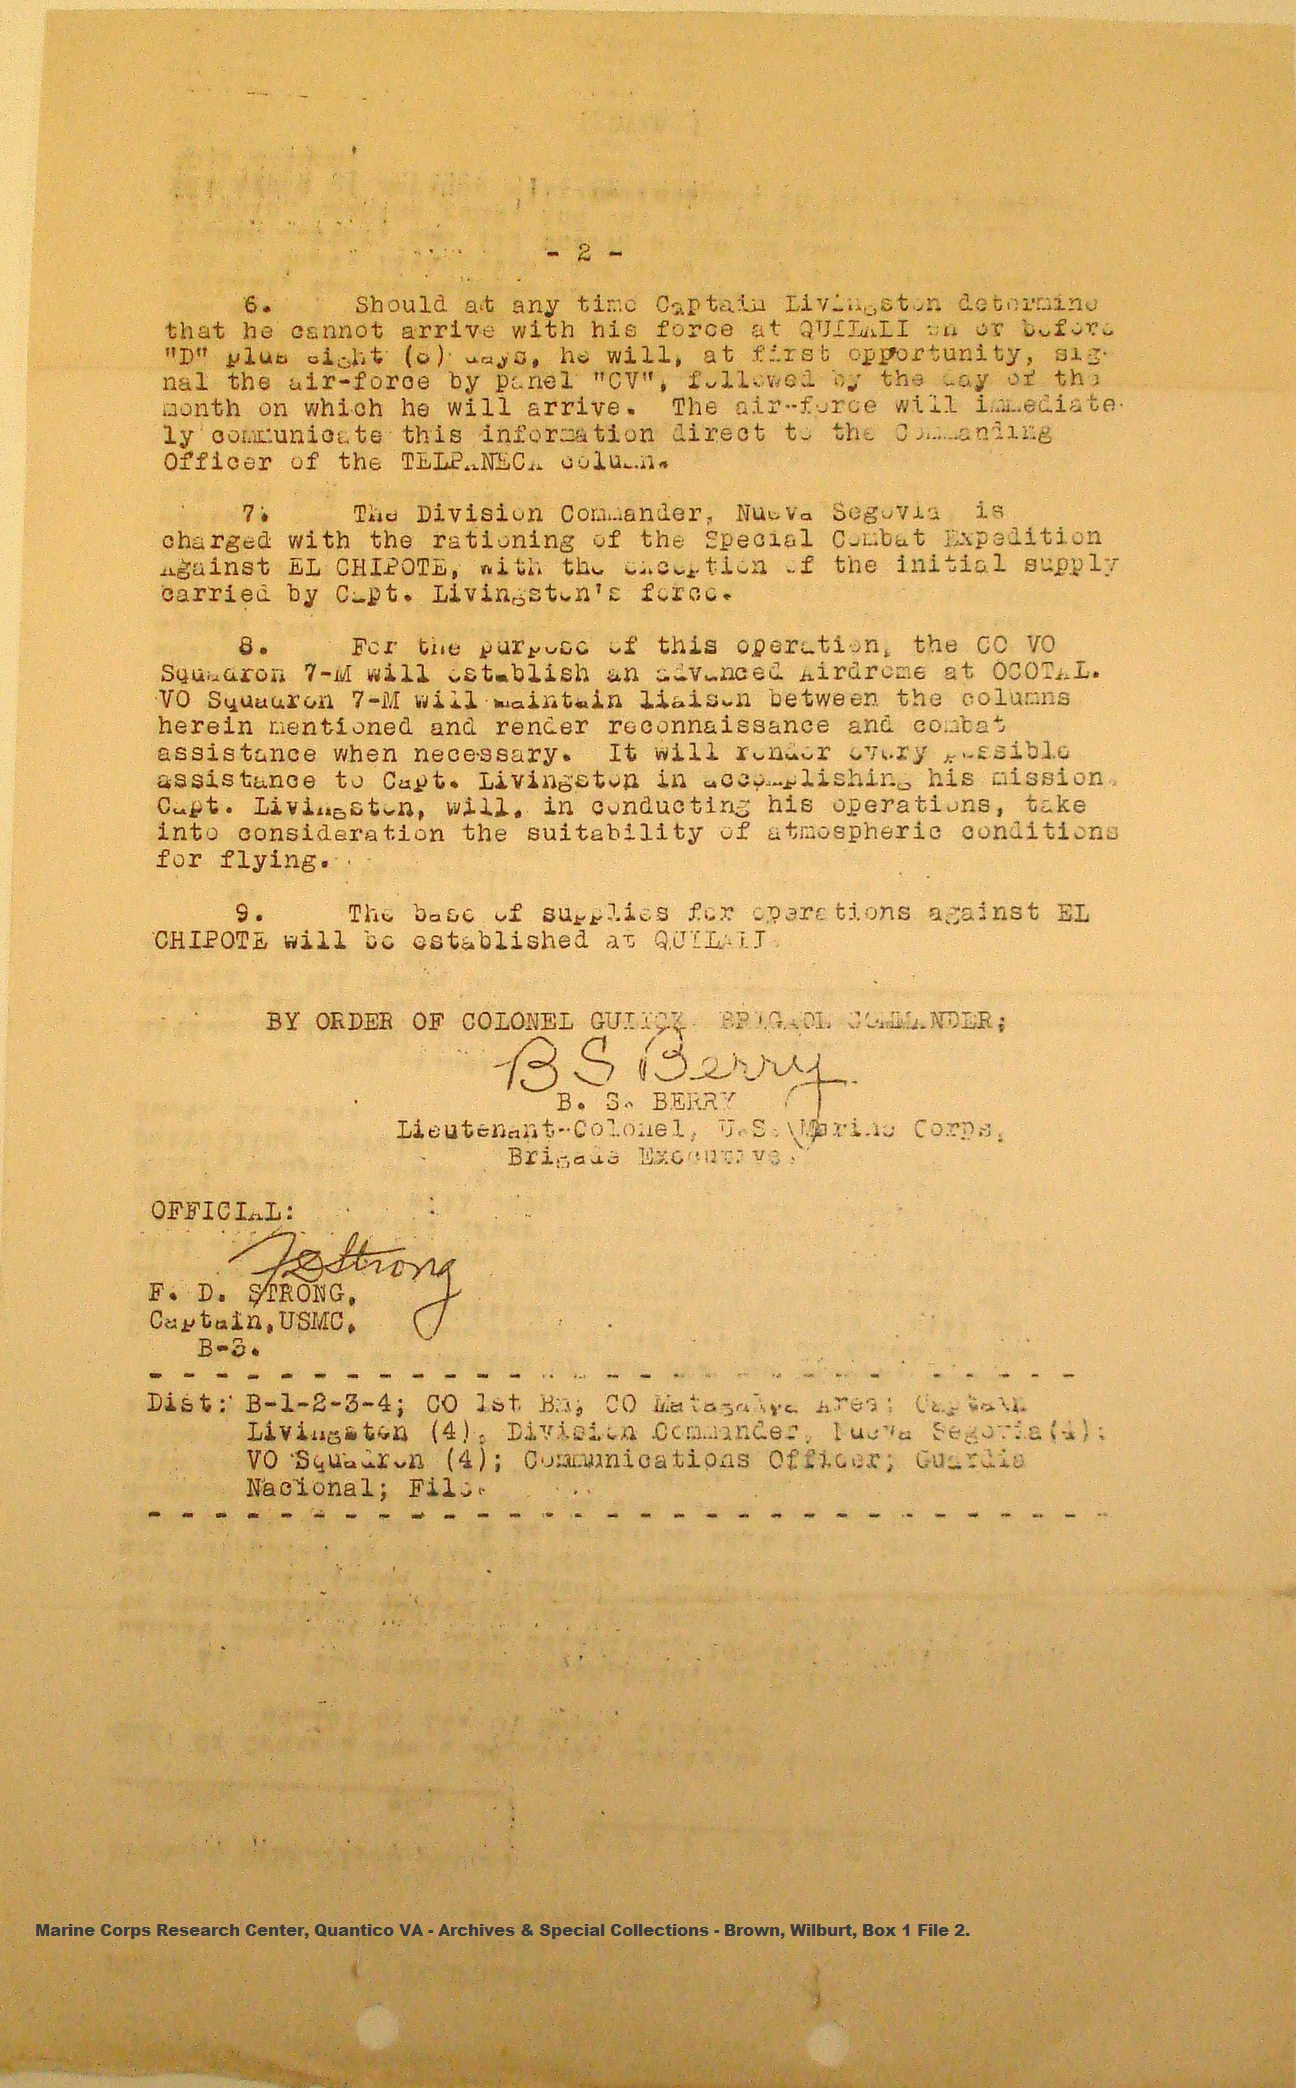 - 2 -
6. Should at any time Captain Livingston determine
that he cannot arrive with his force at QUILALI on or before
"D" plus eight (8) days, he will, at first opportunity, sig-
nal the air-force by panel "CV", followed by the day of the
month on which he will arrive. The air-force will immediate-
ly communicate this information direct to the Commanding
Officer of the TELPANECA column.
7. The Division Commander, Nueva Segovia is
charged with the rationing of the Special Combat Expedition
Against EL CHIPOTE, with the exception of the initial supply
carried by Capt. Livingston's force.
8. For the purpose of this operation, the CO VO
Squadron 7-M will establish an advanced Airdrome at OCOTAL.
VO Squadron 7-M will maintain liaison between the columns
herein mentioned and render reconnaissance and combat
assistance when necessary. It will render every possible
assistance to Capt. Livingston in accomplishing his mission.
Capt. Livingston, will, in conducting his operations, take
into consideration the suitability of atmospheric conditions
for flying.
9. The base of supplies for operations against EL
CHIPOTE will be established at QUILALI
BY ORDER OF COLONEL GULICK BRIGADE COMMANDER;
B S Berry
B. S. BERRY
Lieutenant-Colonel, U.S. Marine Corps,
Brigade Executive.
OFFICIAL:
F D Strong
F. D. STRONG,
Captain, USMC,
B-3.
Dist: B-1-2-3-4; CO 1st Bn; CO Matagalpa Area; Captain
Livingston (4), Division Commander, Nueva Segovia(4);
VO Squadron (4); Communications Officer; Guardia
Nacional; File.
Marine Corps Research Center, Quantico VA - Archives & Special Collections - Brown, Wilburt, Box 1 File 2.